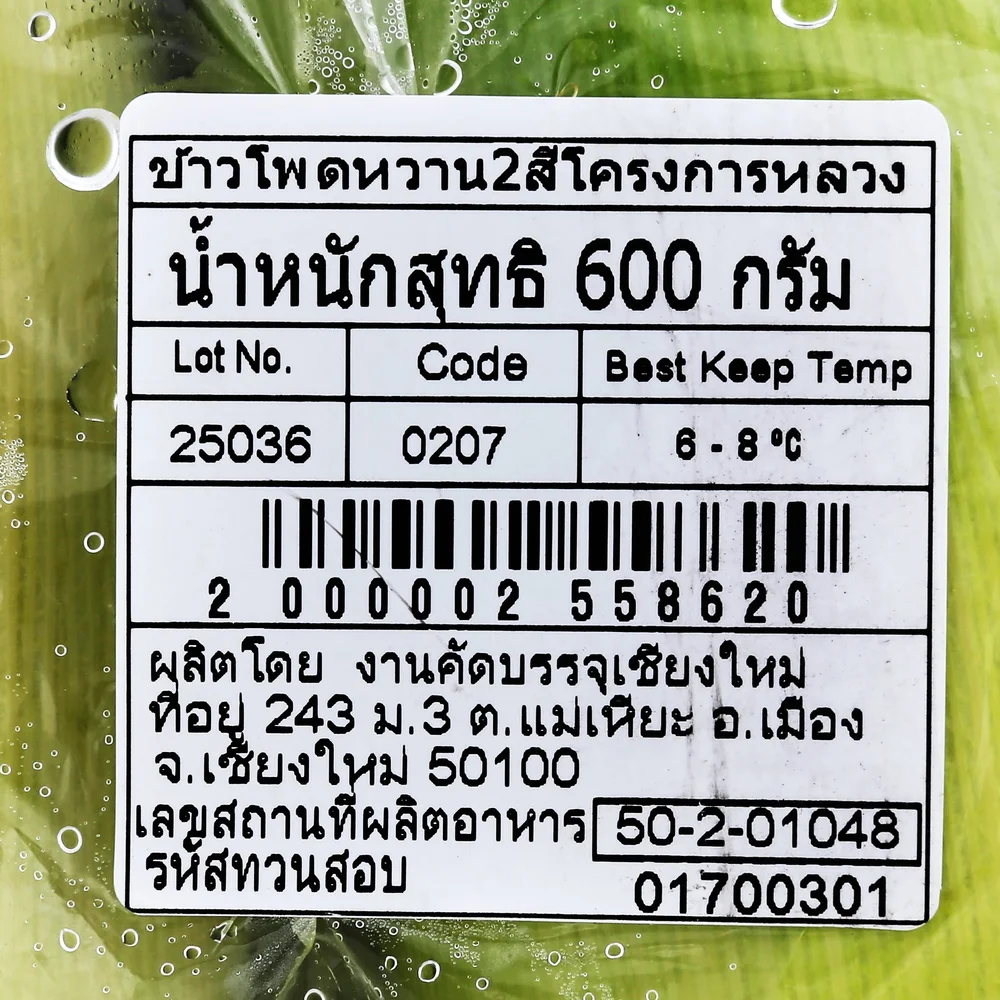 ข้าวโพดหวาน2สีโครงการหลวง
น้ำหนักสุทธิ 600 กรัม
Lot No. Code Best Keep Temp
25036 0207 6 - 8 °C
2 000002 558620
ผลิตโดย งานคัดบรรจุเชียงใหม่
ที่อยู่ 243 ม.3 ต.แม่เหียะ อ.เมือง
จ.เชียงใหม่ 50100
เลขสถานที่ผลิตอาหาร 50-2-01048
รหัสทวนสอบ 01700301